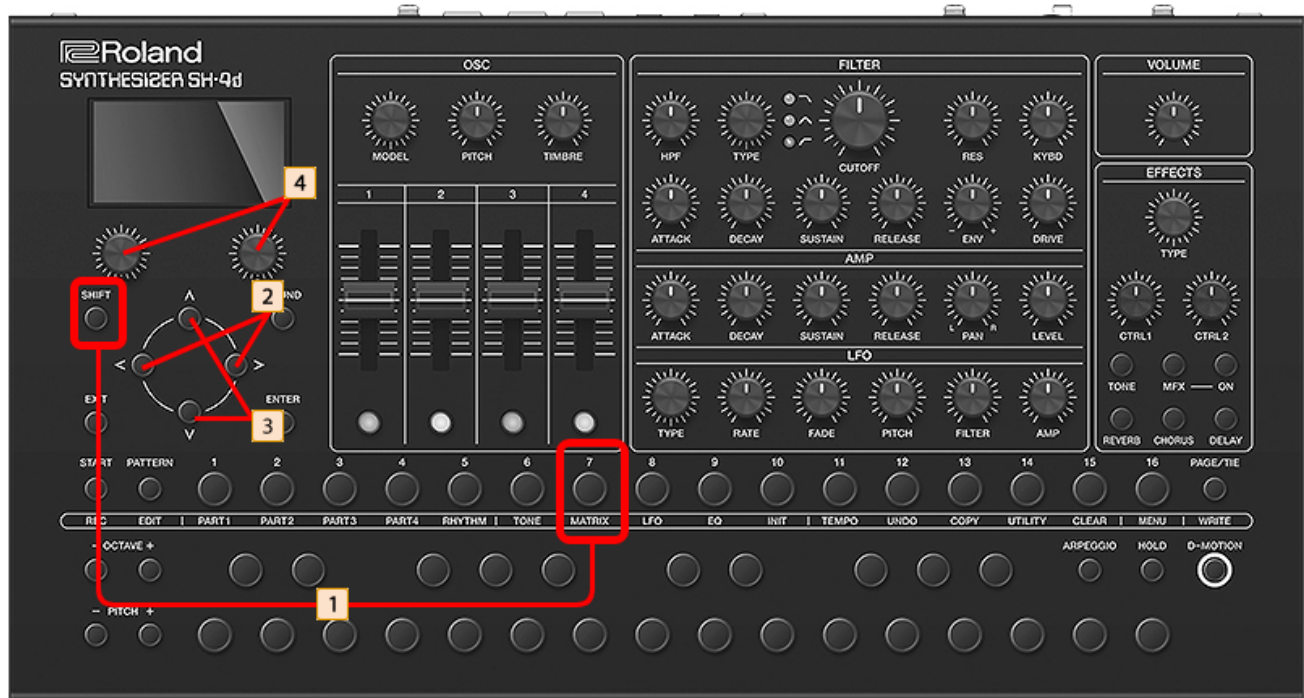 Roland
SYNTHESIZER SH-4d
OSC
FILTER
VOLUME
MODEL PITCH TIMBRE
HPF TYPE CUTOFF RES KYBD
EFFECTS
4
1 2 3 4
ATTACK DECAY SUSTAIN RELEASE - ENV + DRIVE
TYPE
AMP
SHIFT
2
ATTACK DECAY SUSTAIN RELEASE L PAN R LEVEL
CTRL1 CTRL2
LFO
TONE MFX ON
EXIT ENTER
3
TYPE RATE FADE PITCH FILTER AMP
REVERB CHORUS DELAY
START PATTERN 1 2 3 4 5 6 7 8 9 10 11 12 13 14 15 16 PAGE/TIE
REC EDIT | PART1 PART2 PART3 PART4 RHYTHM | TONE MATRIX LFO EQ INIT | TEMPO UNDO COPY UTILITY CLEAR | MENU | WRITE
- OCTAVE +
ARPEGGIO HOLD D-MOTION
1
- PITCH +